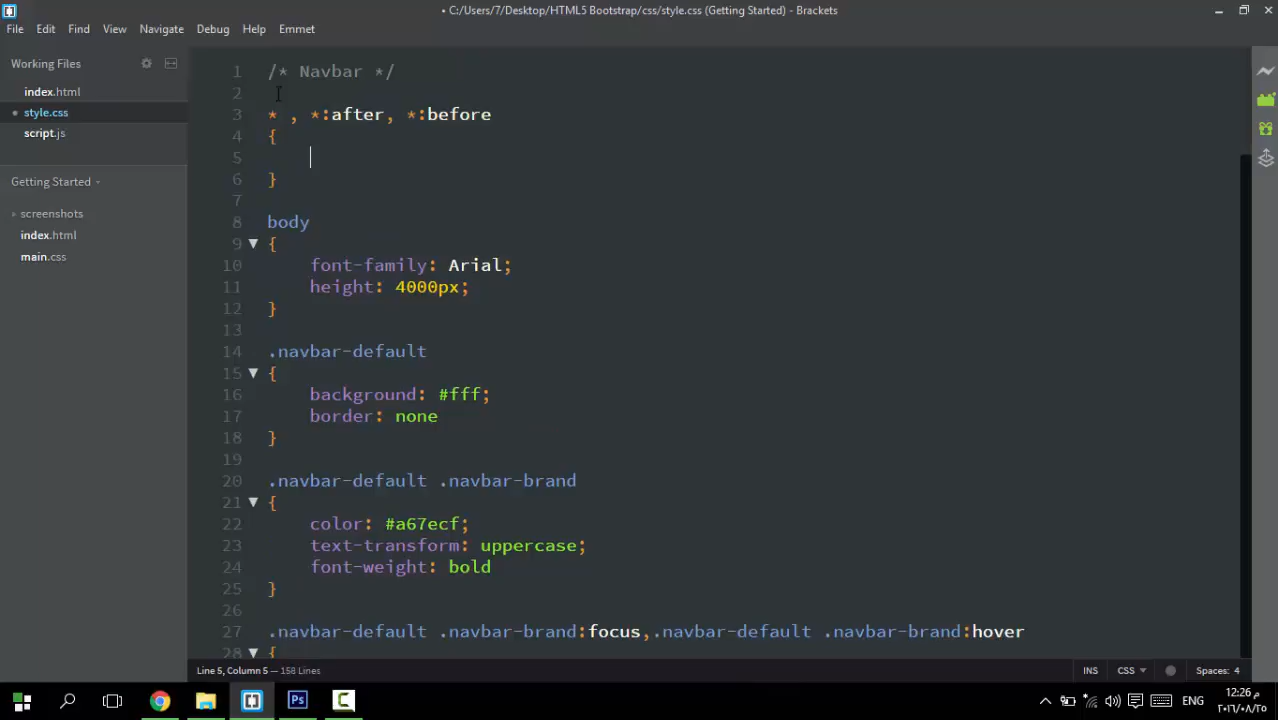 • C:/Users/7/Desktop/HTML5 Bootstrap/css/style.css (Getting Started) - Brackets
File Edit Find View Navigate Debug Help Emmet
Working Files
index.html
style.css
script.js
Getting Started
screenshots
index.html
main.css
1 /* Navbar */
2
3 * , *:after, *:before
4 {
5
6 }
7
8 body
9 {
10 font-family: Arial;
11 height: 4000px;
12 }
13
14 .navbar-default
15 {
16 background: #fff;
17 border: none
18 }
19
20 .navbar-default .navbar-brand
21 {
22 color: #a67ecf;
23 text-transform: uppercase;
24 font-weight: bold
25 }
26
27 .navbar-default .navbar-brand:focus,.navbar-default .navbar-brand:hover
28 {
Line 5, Column 5 — 158 Lines
INS CSS Spaces: 4
Ps
ENG
12:26 م
٢٠١٦/٠٨/٢٥